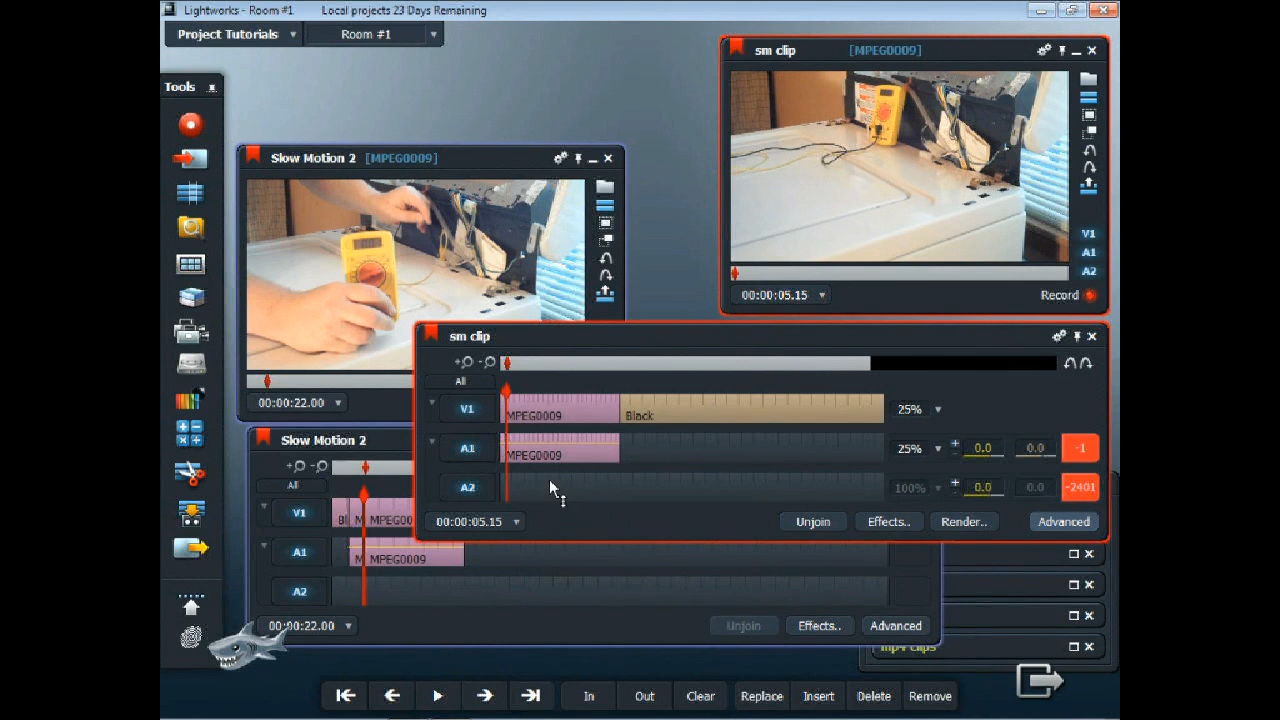 Lightworks - Room #1 Local projects 23 Days Remaining
Project Tutorials Room #1
Tools
sm clip [MPEG0009]
V1
A1
A2
00:00:05.15 Record
Slow Motion 2 [MPEG0009]
00:00:22.00
sm clip
All
V1 MPEG0009 Black 25%
A1 MPEG0009 25% + - 0.0 0.0 -1
A2 100% + - 0.0 0.0 -2401
00:00:05.15 Unjoin Effects.. Render.. Advanced
Slow Motion 2
All
V1 Bl M MPEG00
A1 M MPEG0009
A2
00:00:22.00 Unjoin Effects.. Advanced
mp4 clips
In Out Clear Replace Insert Delete Remove